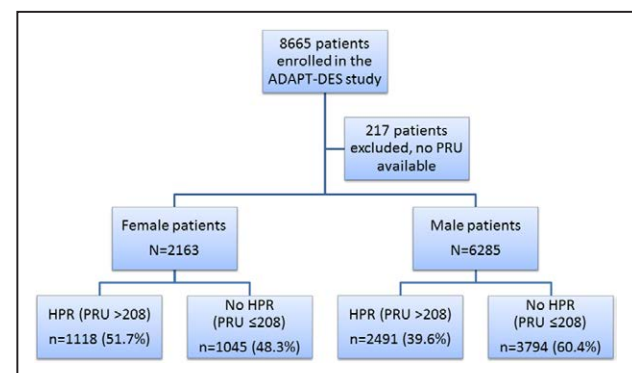 8665 patients
enrolled in the
ADAPT-DES study
217 patients
excluded, no PRU
available
Female patients
N=2163
Male patients
N=6285
HPR (PRU >208)
n=1118 (51.7%)
No HPR
(PRU ≤208)
n=1045 (48.3%)
HPR (PRU >208)
n=2491 (39.6%)
No HPR
(PRU ≤208)
n=3794 (60.4%)